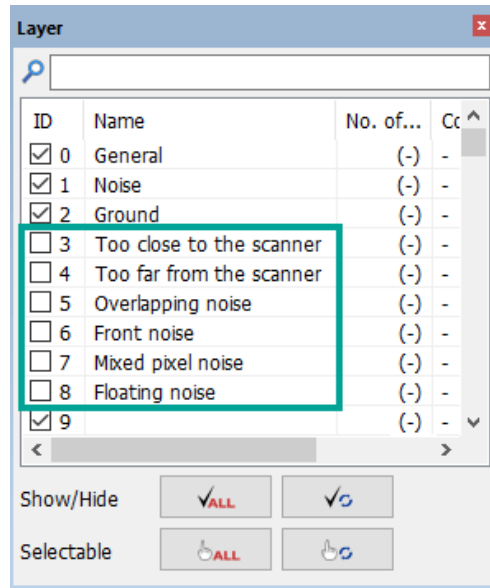 Layer
ID Name No. of... Cc
0 General (-) -
1 Noise (-) -
2 Ground (-) -
3 Too close to the scanner (-) -
4 Too far from the scanner (-) -
5 Overlapping noise (-) -
6 Front noise (-) -
7 Mixed pixel noise (-) -
8 Floating noise (-) -
9 (-) -
Show/Hide ALL
Selectable ALL